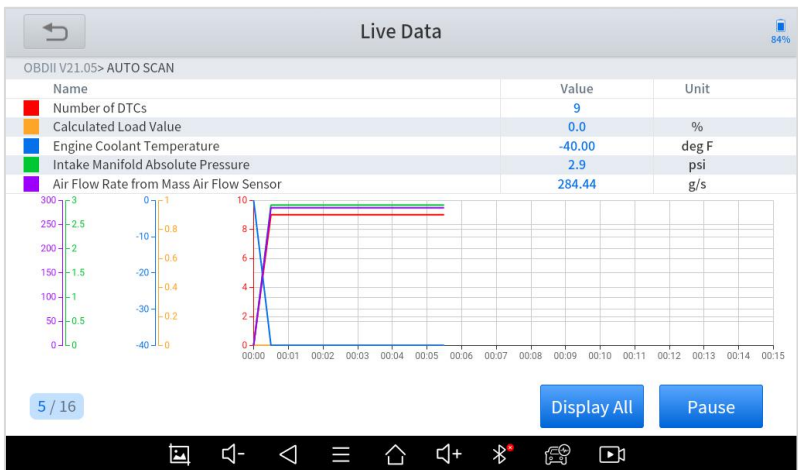 Live Data
84%
OBDII V21.05> AUTO SCAN
Name Value Unit
Number of DTCs 9
Calculated Load Value 0.0 %
Engine Coolant Temperature -40.00 deg F
Intake Manifold Absolute Pressure 2.9 psi
Air Flow Rate from Mass Air Flow Sensor 284.44 g/s
300 3 0 1 10
250 2.5 -10 0.8 8
200 2 0.6 6
150 1.5 -20 0.4 4
100 1 -30 0.2 2
50 0.5
0 0 -40 0 0
00:00 00:01 00:02 00:03 00:04 00:05 00:06 00:07 00:08 00:09 00:10 00:11 00:12 00:13 00:14 00:15
5 / 16 Display All Pause